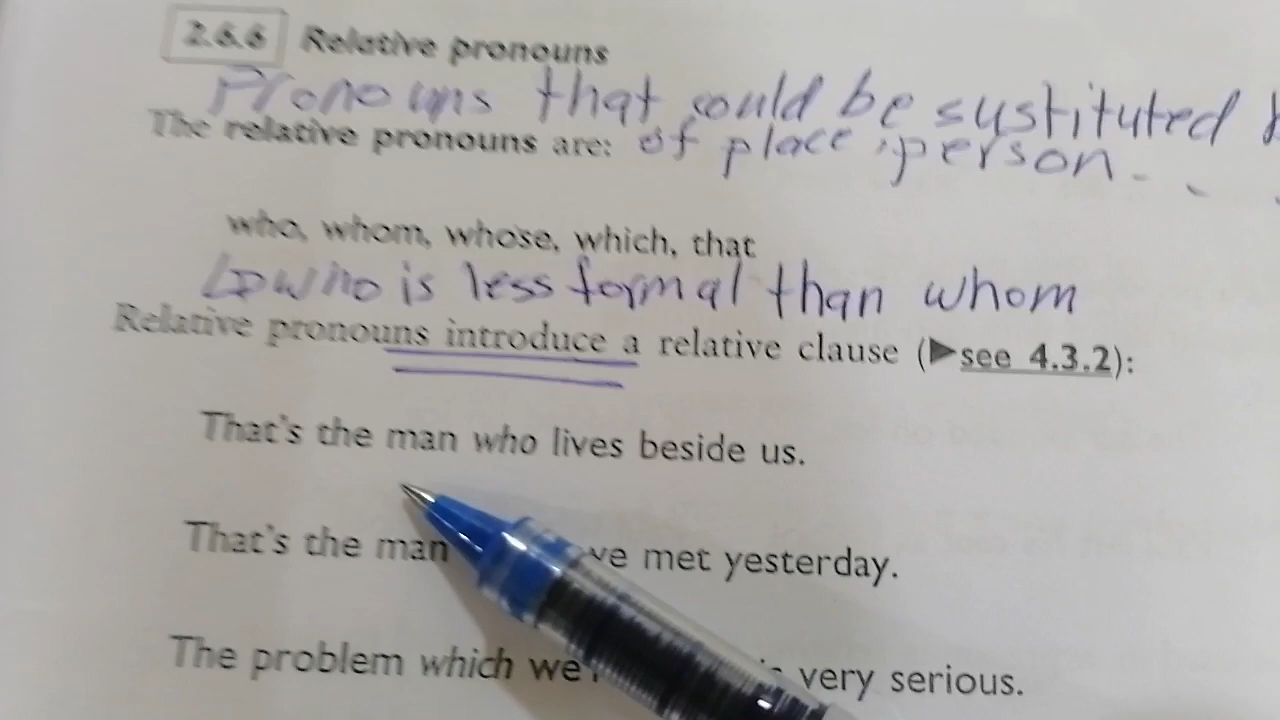 2.6.6 Relative pronouns
Pronouns that could be sustituted
The relative pronouns are: of place, person...
who, whom, whose, which, that
↳ who is less formal than whom
Relative pronouns introduce a relative clause (▶see 4.3.2):
That's the man who lives beside us.
That's the man we met yesterday.
The problem which we very serious.